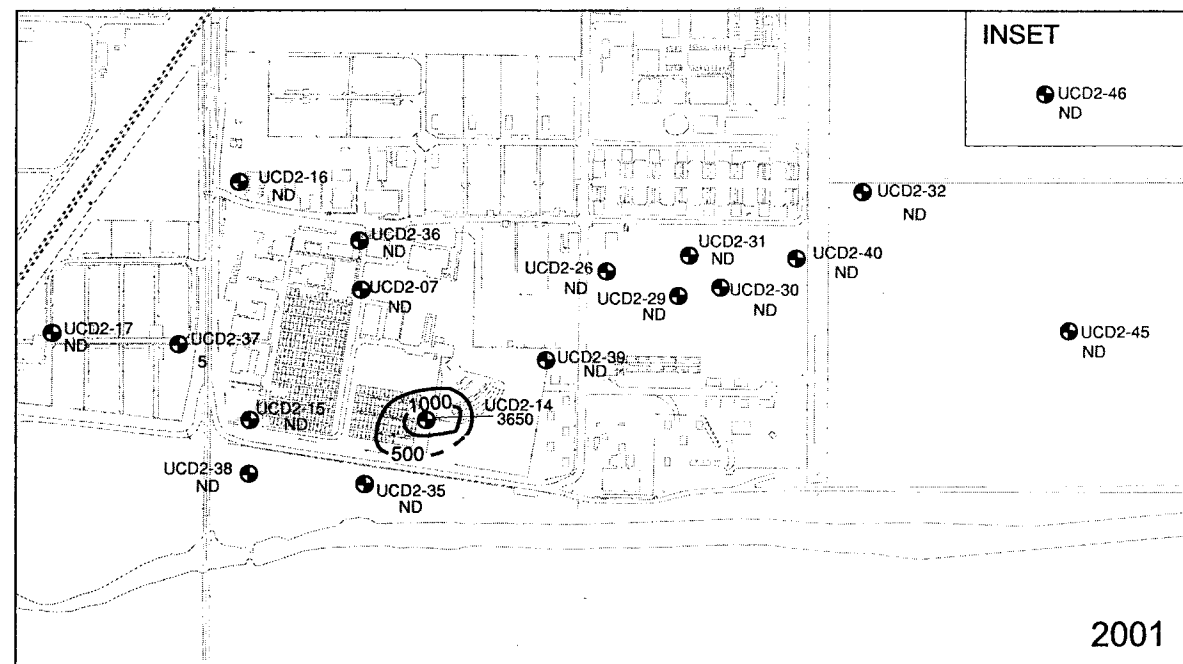 INSET
UCD2-46
ND
UCD2-16
ND
UCD2-32
ND
UCD2-36
ND
UCD2-31
ND
UCD2-40
ND
UCD2-26
ND
UCD2-07
ND
UCD2-29
ND
UCD2-30
ND
UCD2-17
ND
UCD2-37
5
UCD2-45
ND
UCD2-39
ND
UCD2-15
ND
1000
UCD2-14
3650
500
UCD2-38
ND
UCD2-35
ND
2001